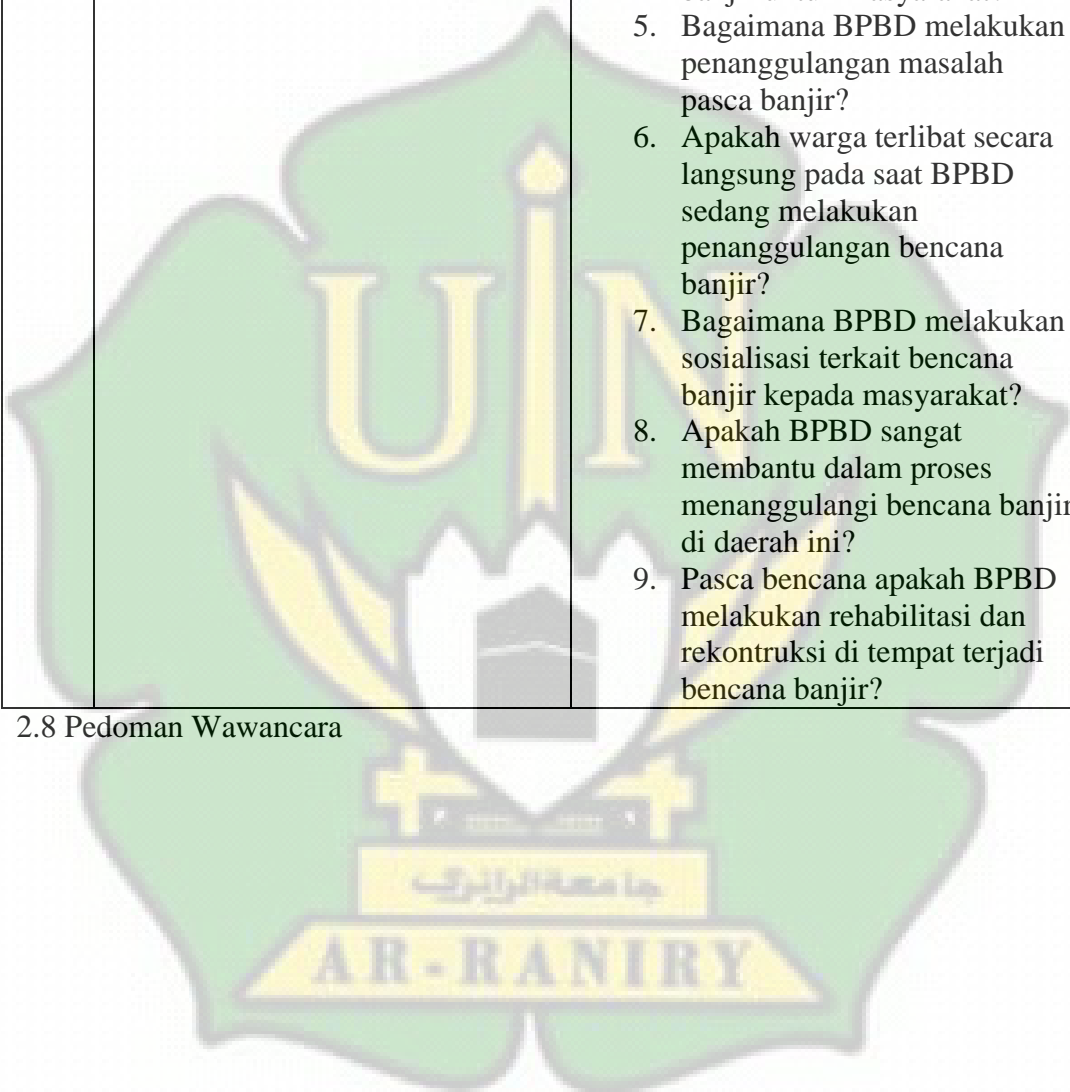 5. Bagaimana BPBD melakukan
penanggulangan masalah
pasca banjir?
6. Apakah warga terlibat secara
langsung pada saat BPBD
sedang melakukan
penanggulangan bencana
banjir?
7. Bagaimana BPBD melakukan
sosialisasi terkait bencana
banjir kepada masyarakat?
8. Apakah BPBD sangat
membantu dalam proses
menanggulangi bencana banjir
di daerah ini?
9. Pasca bencana apakah BPBD
melakukan rehabilitasi dan
rekontruksi di tempat terjadi
bencana banjir?
2.8 Pedoman Wawancara
UIN
جامعة الرانري
AR-RANIRY